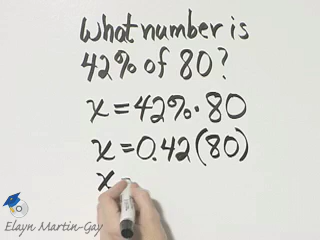 What number is
42% of 80?
x = 42% · 80
x = 0.42(80)
x
Elayn Martin-Gay